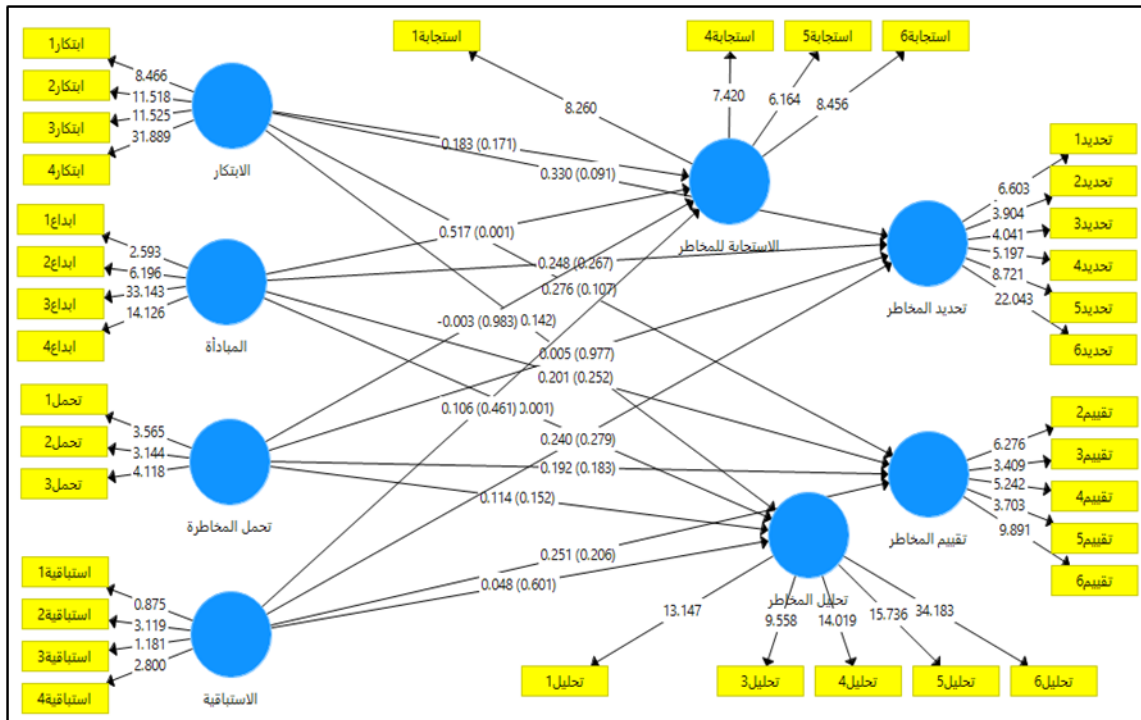 استجابة1
استجابة4
استجابة5
استجابة6
8.260
7.420
6.164
8.456
ابتكار1
ابتكار2
ابتكار3
ابتكار4
8.466
11.518
11.525
31.889
الابتكار
ابداع1
ابداع2
ابداع3
ابداع4
2.593
6.196
33.143
14.126
المبادأة
تحمل1
تحمل2
تحمل3
3.565
3.144
4.118
تحمل المخاطرة
استباقية1
استباقية2
استباقية3
استباقية4
0.875
3.119
1.181
2.800
الاستباقية
0.183 (0.171)
0.330 (0.091)
0.517 (0.001)
0.248 (0.267)
0.276 (0.107)
-0.003 (0.983)
0.142)
0.005 (0.977)
0.201 (0.252)
0.106 (0.461)
0.001)
0.240 (0.279)
0.192 (0.183)
0.114 (0.152)
0.251 (0.206)
0.048 (0.601)
الاستجابة للمخاطر
تحديد المخاطر
6.603
3.904
4.041
5.197
8.721
22.043
تحديد1
تحديد2
تحديد3
تحديد4
تحديد5
تحديد6
تقييم المخاطر
6.276
3.409
5.242
3.703
9.891
تقييم2
تقييم3
تقييم4
تقييم5
تقييم6
تحليل المخاطر
13.147
9.558
14.019
15.736
34.183
تحليل1
تحليل3
تحليل4
تحليل5
تحليل6